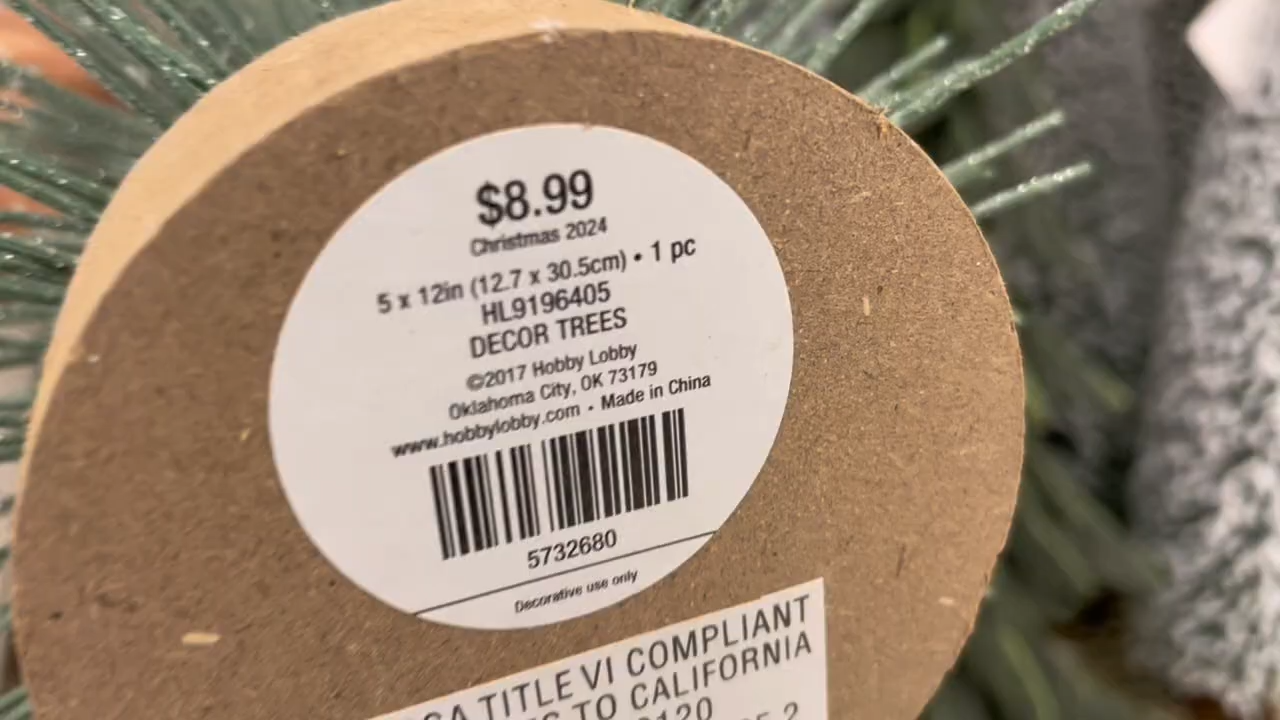 $8.99
Christmas 2024
5 x 12in (12.7 x 30.5cm) • 1 pc
HL9196405
DECOR TREES
©2017 Hobby Lobby
Oklahoma City, OK 73179
www.hobbylobby.com • Made in China
5732680
Decorative use only
TITLE VI COMPLIANT
TO CALIFORNIA